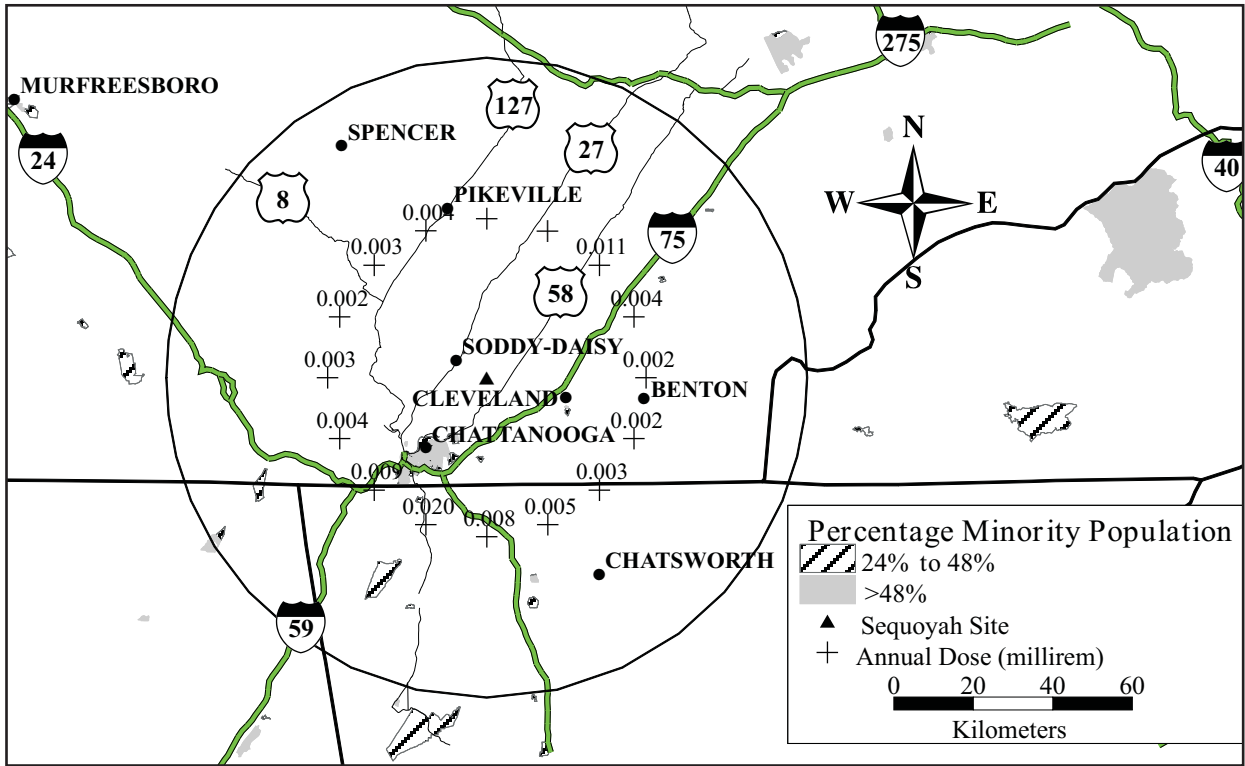 275
MURFREESBORO
127
SPENCER
24
27
N
40
8
PIKEVILLE
W
E
0.004
75
0.003
0.011
S
58
0.002
0.004
SODDY-DAISY
0.003
0.002
CLEVELAND
BENTON
0.004
CHATTANOOGA
0.002
0.009
0.003
0.020
0.008
0.005
CHATSWORTH
59
Percentage Minority Population
24% to 48%
>48%
Sequoyah Site
Annual Dose (millirem)
0 20 40 60
Kilometers